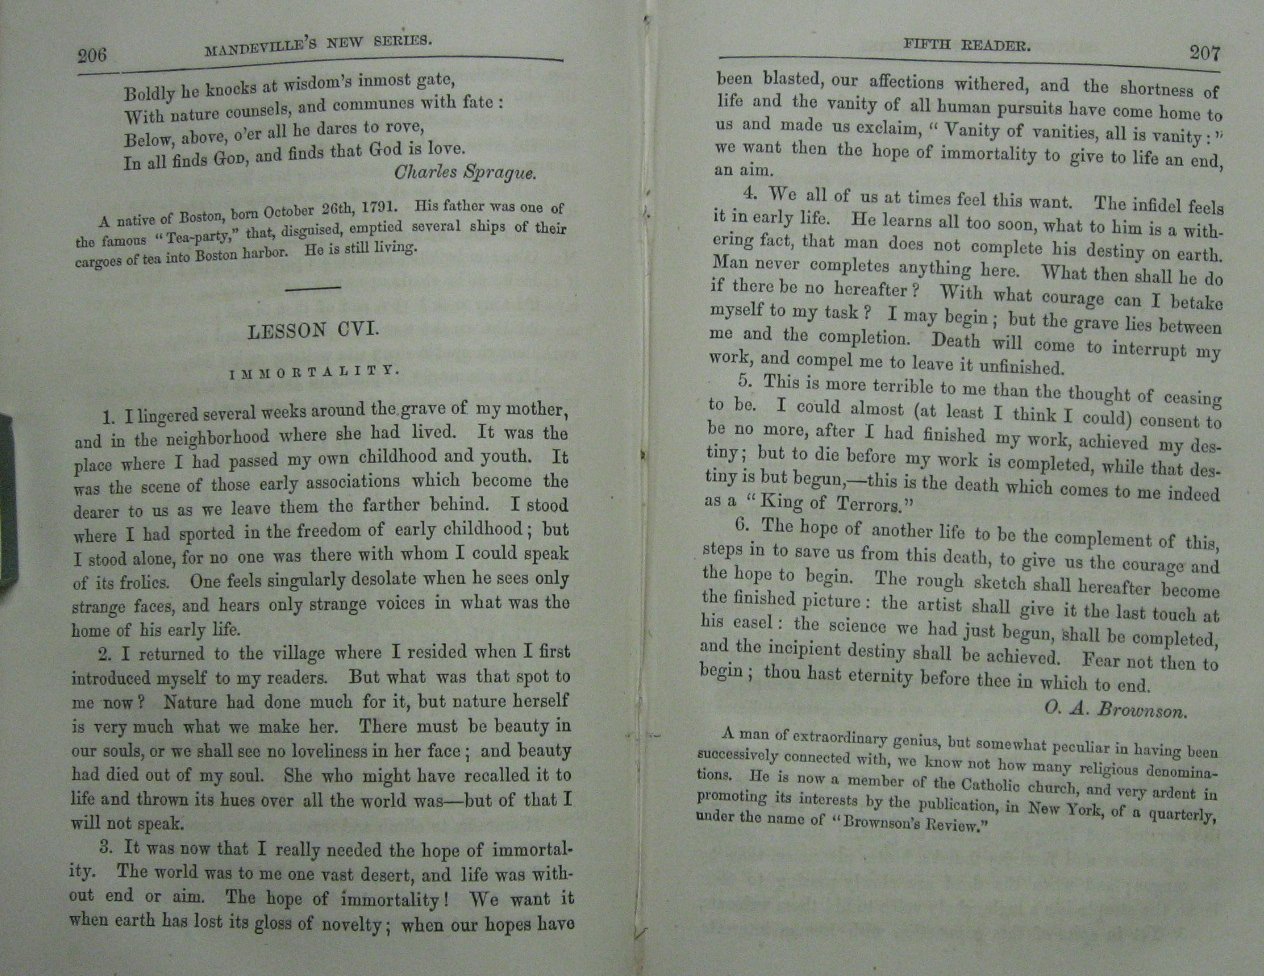 206
MANDEVILLE'S NEW SERIES.
Boldly he knocks at wisdom's inmost gate,
With nature counsels, and communes with fate :
Below, above, o'er all he dares to rove,
In all finds GOD, and finds that God is love.
Charles Sprague.
A native of Boston, born October 26th, 1791. His father was one of
the famous "Tea-party," that, disguised, emptied several ships of their
cargoes of tea into Boston harbor. He is still living.
LESSON CVI.
IMMORTALITY.
1. I lingered several weeks around the grave of my mother,
and in the neighborhood where she had lived. It was the
place where I had passed my own childhood and youth. It
was the scene of those early associations which become the
dearer to us as we leave them the farther behind. I stood
where I had sported in the freedom of early childhood ; but
I stood alone, for no one was there with whom I could speak
of its frolics. One feels singularly desolate when he sees only
strange faces, and hears only strange voices in what was the
home of his early life.
2. I returned to the village where I resided when I first
introduced myself to my readers. But what was that spot to
me now ? Nature had done much for it, but nature herself
is very much what we make her. There must be beauty in
our souls, or we shall see no loveliness in her face ; and beauty
had died out of my soul. She who might have recalled it to
life and thrown its hues over all the world was—but of that I
will not speak.
3. It was now that I really needed the hope of immortal-
ity. The world was to me one vast desert, and life was with-
out end or aim. The hope of immortality ! We want it
when earth has lost its gloss of novelty ; when our hopes have
FIFTH READER.
207
been blasted, our affections withered, and the shortness of
life and the vanity of all human pursuits have come home to
us and made us exclaim, " Vanity of vanities, all is vanity : "
we want then the hope of immortality to give to life an end,
an aim.
4. We all of us at times feel this want. The infidel feels
it in early life. He learns all too soon, what to him is a with-
ering fact, that man does not complete his destiny on earth.
Man never completes anything here. What then shall he do
if there be no hereafter ? With what courage can I betake
myself to my task ? I may begin ; but the grave lies between
me and the completion. Death will come to interrupt my
work, and compel me to leave it unfinished.
5. This is more terrible to me than the thought of ceasing
to be. I could almost (at least I think I could) consent to
be no more, after I had finished my work, achieved my des-
tiny ; but to die before my work is completed, while that des-
tiny is but begun,—this is the death which comes to me indeed
as a " King of Terrors."
6. The hope of another life to be the complement of this,
steps in to save us from this death, to give us the courage and
the hope to begin. The rough sketch shall hereafter become
the finished picture : the artist shall give it the last touch at
his easel : the science we had just begun, shall be completed,
and the incipient destiny shall be achieved. Fear not then to
begin ; thou hast eternity before thee in which to end.
O. A. Brownson.
A man of extraordinary genius, but somewhat peculiar in having been
successively connected with, we know not how many religious denomina-
tions. He is now a member of the Catholic church, and very ardent in
promoting its interests by the publication, in New York, of a quarterly,
under the name of "Brownson's Review."